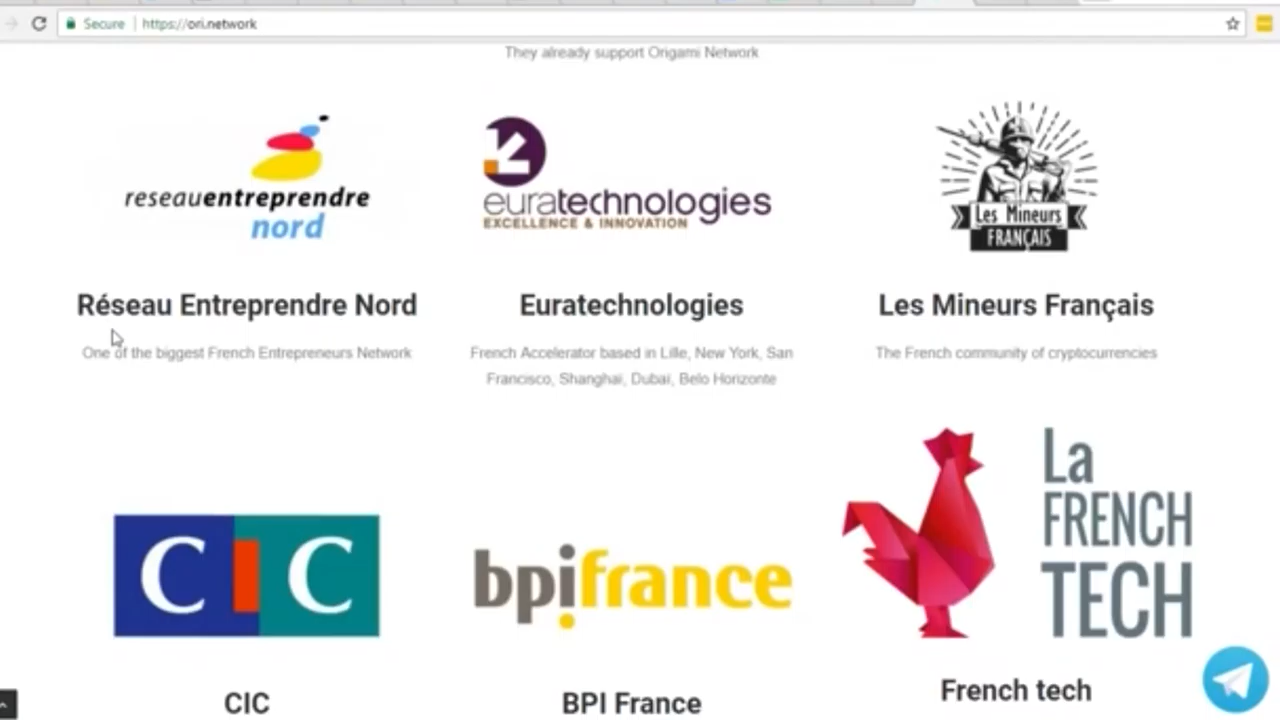 Secure
https://ori.network
They already support Origami Network
reseauentreprendre
nord
euratechnologies
EXCELLENCE & INNOVATION
Les Mineurs
FRANÇAIS
Réseau Entreprendre Nord
Euratechnologies
Les Mineurs Français
One of the biggest French Entrepreneurs Network
French Accelerator based in Lille, New York, San
Francisco, Shanghai, Dubai, Belo Horizonte
The French community of cryptocurrencies
CIC
bpifrance
La
FRENCH
TECH
CIC
BPI France
French tech